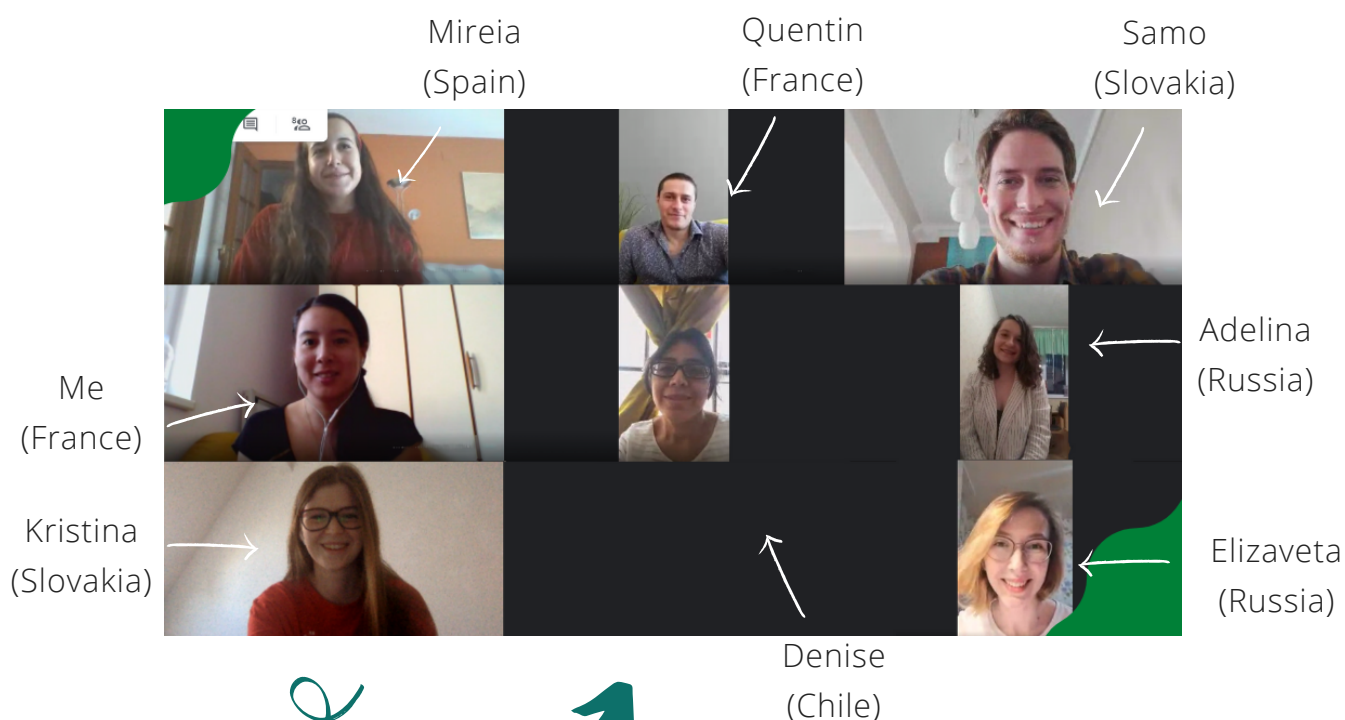 Mireia
(Spain)
Quentin
(France)
Samo
(Slovakia)
Adelina
(Russia)
Me
(France)
Kristina
(Slovakia)
Elizaveta
(Russia)
Denise
(Chile)